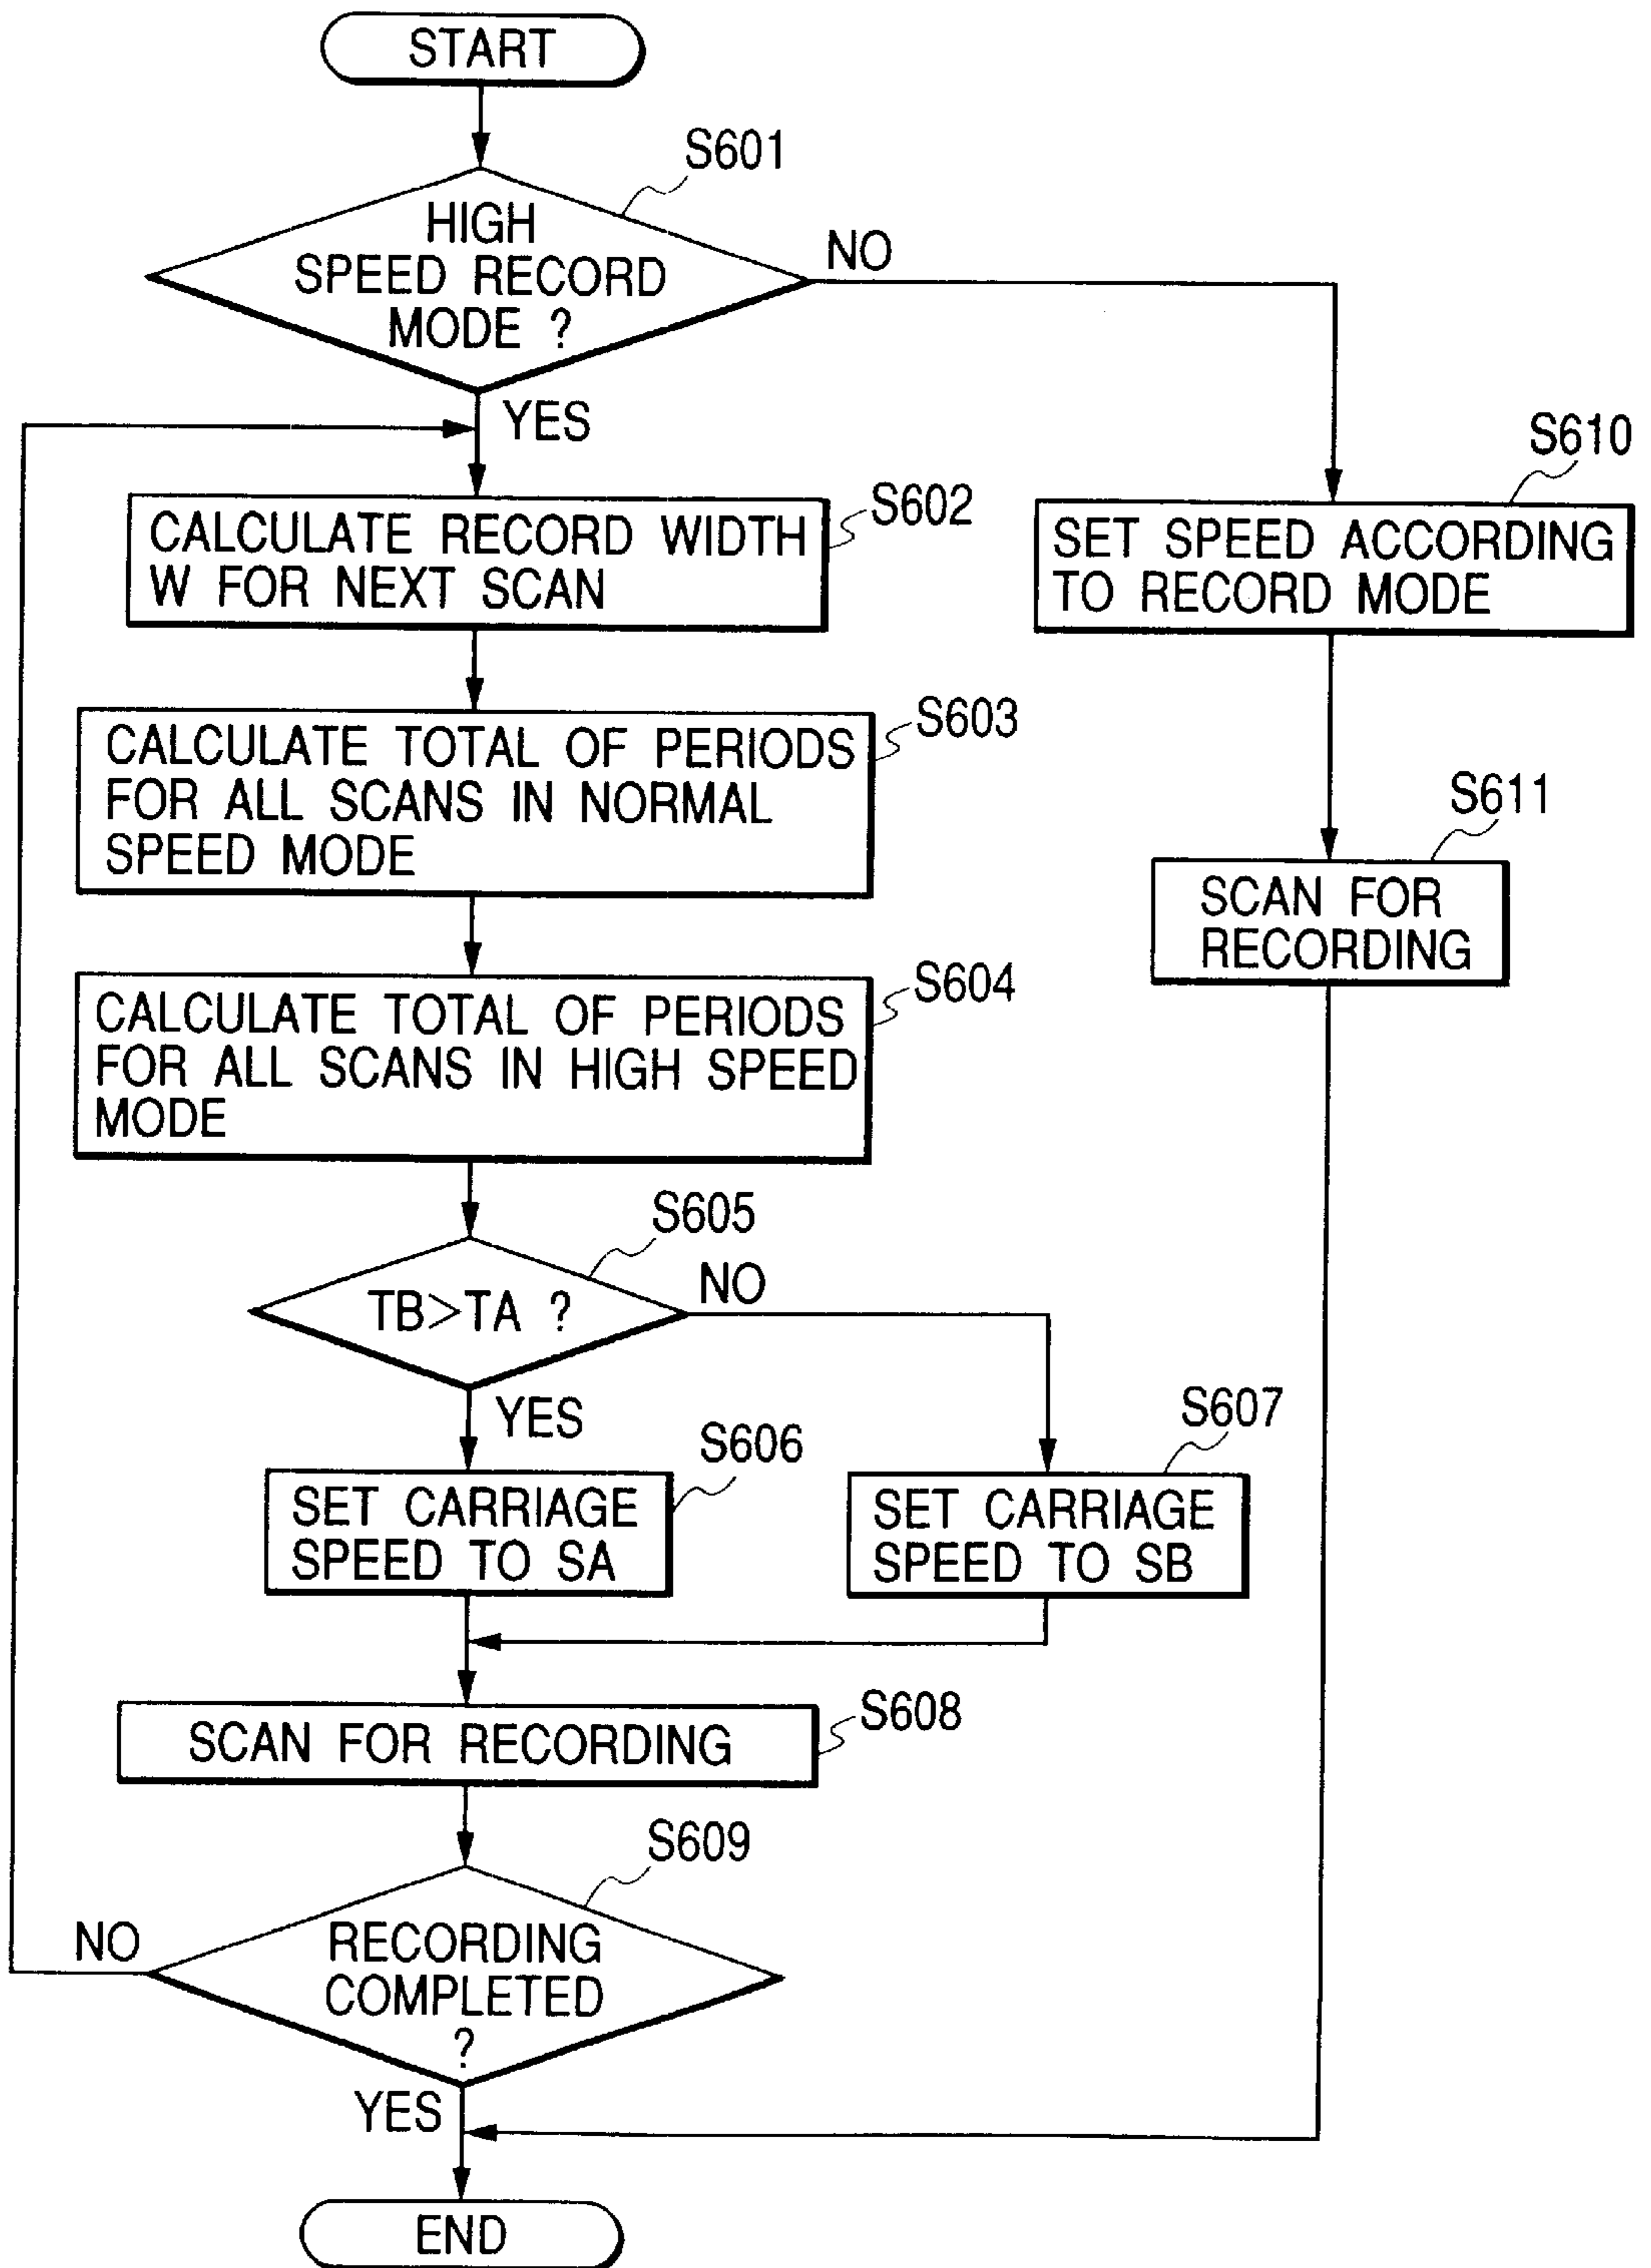 START
S601
HIGH
SPEED RECORD
MODE ?
NO
YES
S610
S602
CALCULATE RECORD WIDTH
W FOR NEXT SCAN
SET SPEED ACCORDING
TO RECORD MODE
S603
CALCULATE TOTAL OF PERIODS
FOR ALL SCANS IN NORMAL
SPEED MODE
S611
SCAN FOR
RECORDING
S604
CALCULATE TOTAL OF PERIODS
FOR ALL SCANS IN HIGH SPEED
MODE
S605
TB>TA ?
NO
YES
S606
S607
SET CARRIAGE
SPEED TO SA
SET CARRIAGE
SPEED TO SB
S608
SCAN FOR RECORDING
S609
NO
RECORDING
COMPLETED
?
YES
END